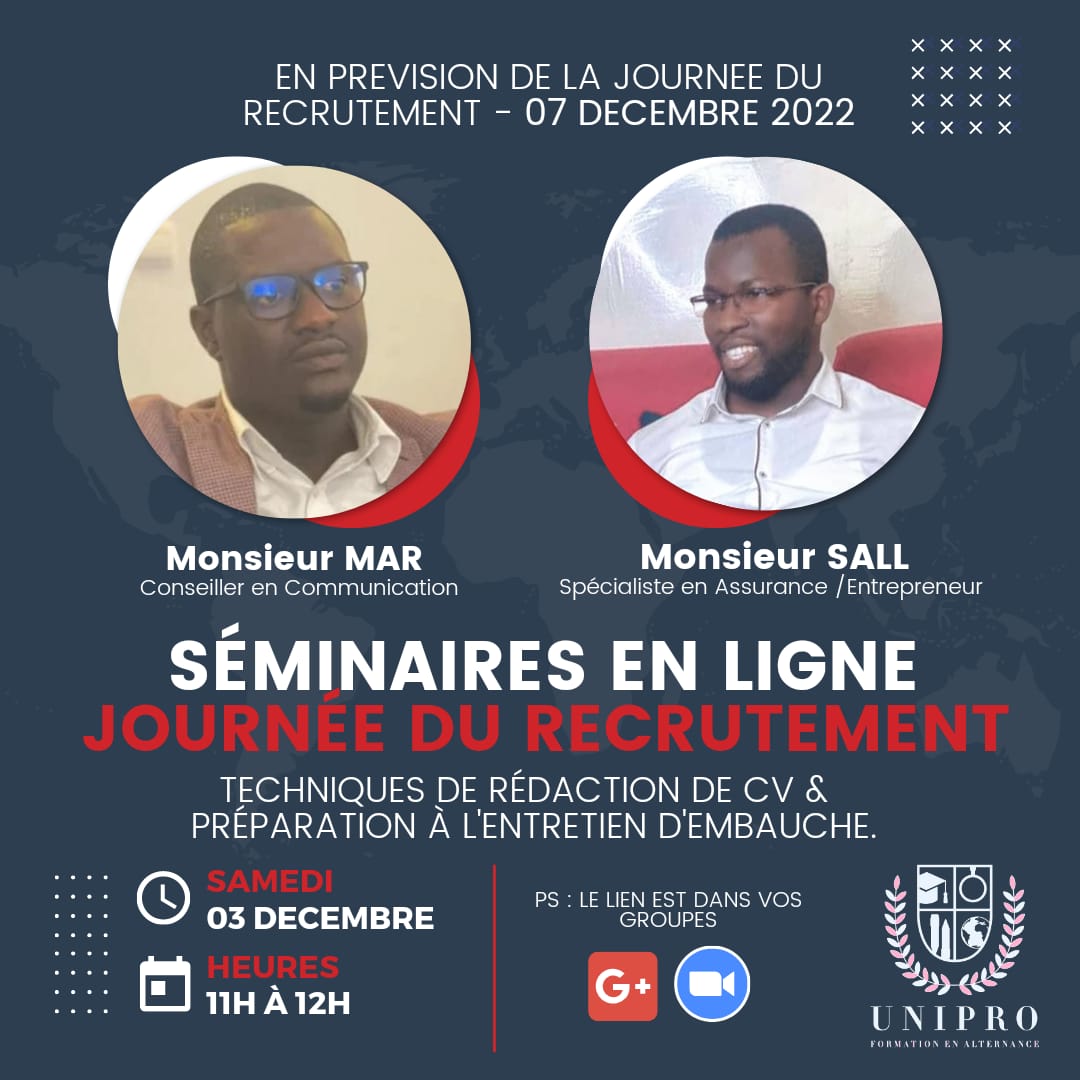 EN PREVISION DE LA JOURNEE DU
RECRUTEMENT - 07 DECEMBRE 2022
Monsieur MAR
Conseiller en Communication
Monsieur SALL
Spécialiste en Assurance /Entrepreneur
SÉMINAIRES EN LIGNE
JOURNÉE DU RECRUTEMENT
TECHNIQUES DE RÉDACTION DE CV &
PRÉPARATION À L'ENTRETIEN D'EMBAUCHE.
SAMEDI
03 DECEMBRE
HEURES
11H À 12H
PS : LE LIEN EST DANS VOS
GROUPES
G+
UNIPRO
FORMATION EN ALTERNANCE